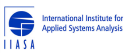 International Institute for
Applied Systems Analysis
IIASA